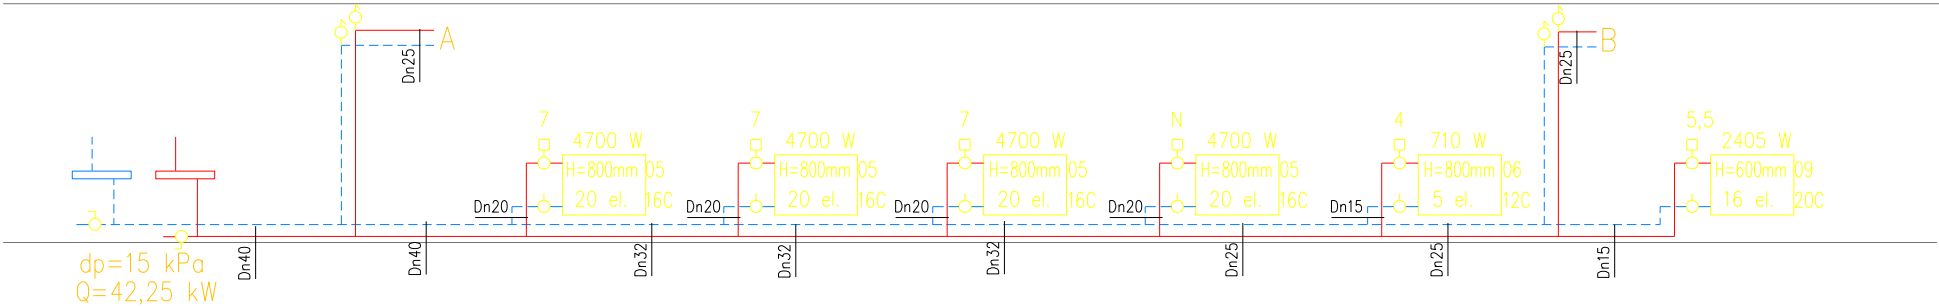 A
Dn25
B
Dn25
7
4700 W
H=800mm 05
20 el. 16C
Dn20
7
4700 W
H=800mm 05
20 el. 16C
Dn20
7
4700 W
H=800mm 05
20 el. 16C
Dn20
N
4700 W
H=800mm 05
20 el. 16C
Dn20
4
710 W
H=800mm 06
5 el. 12C
Dn15
5,5
2405 W
H=600mm 09
16 el. 20C
Dn40
Dn40
Dn32
Dn32
Dn32
Dn25
Dn25
Dn15
dp=15 kPa
Q=42,25 kW